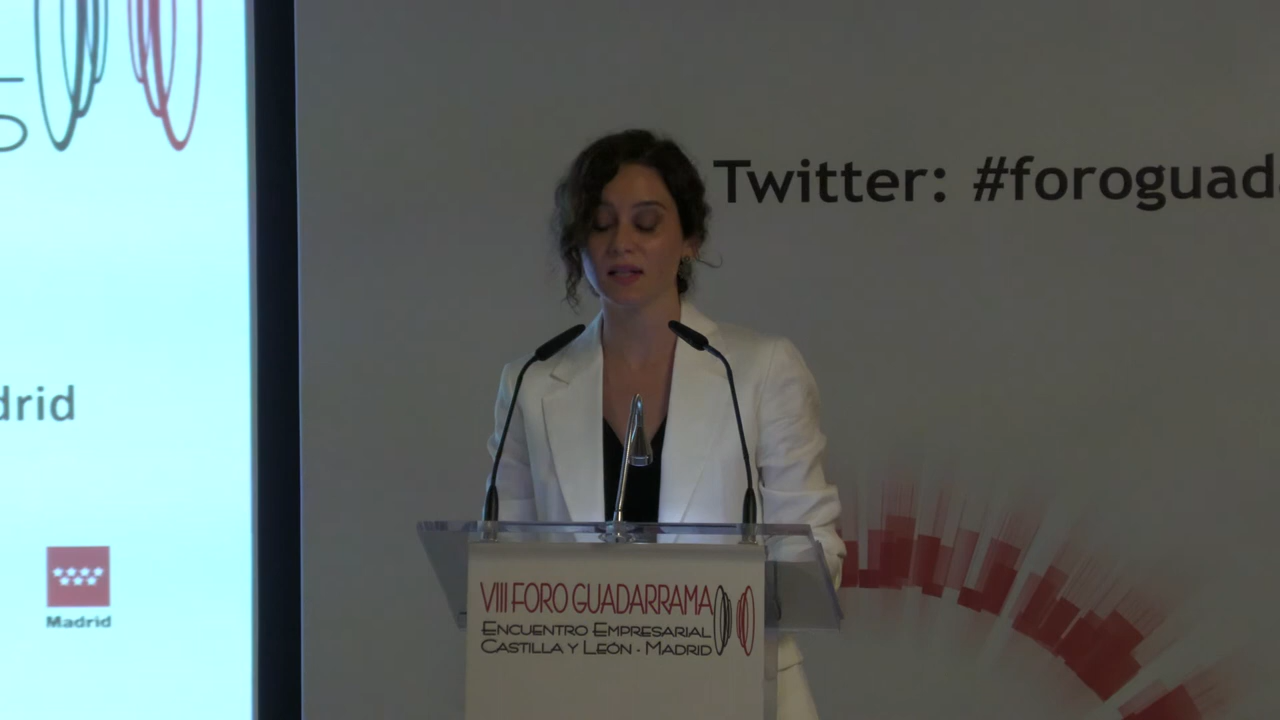 Twitter: #foroguad
drid
Madrid
VIII FORO GUADARRAMA
ENCUENTRO EMPRESARIAL
CASTILLA Y LEÓN - MADRID